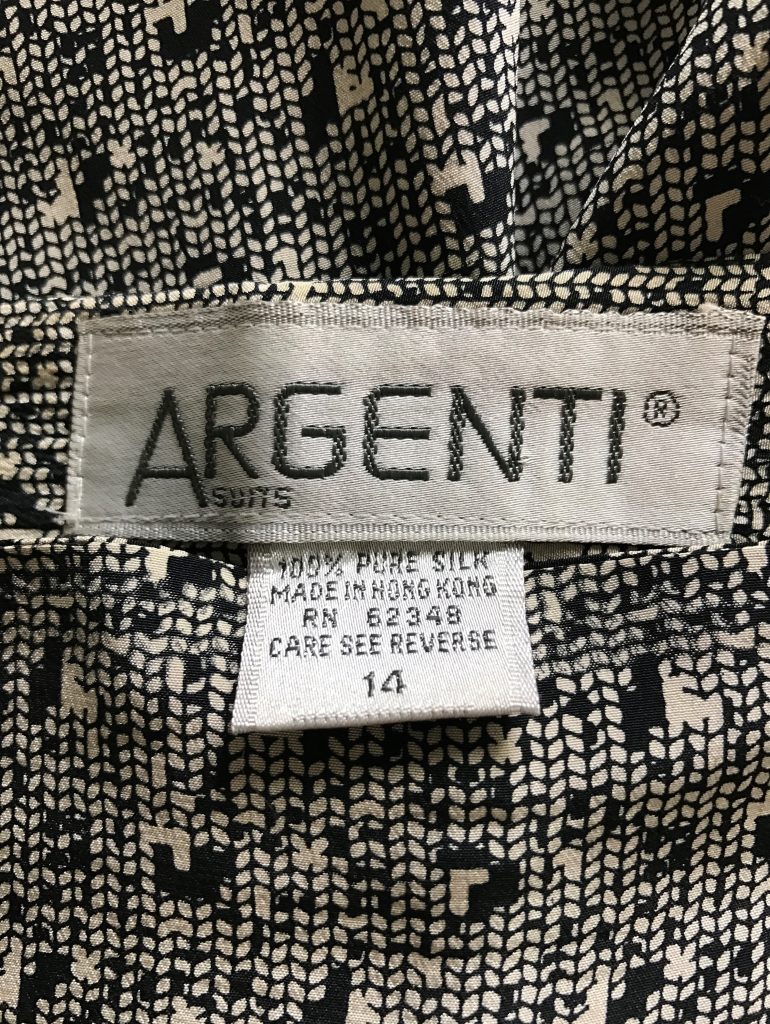 ARGENTI®
SUITS
100% PURE SILK
MADE IN HONG KONG
RN 62348
CARE SEE REVERSE
14